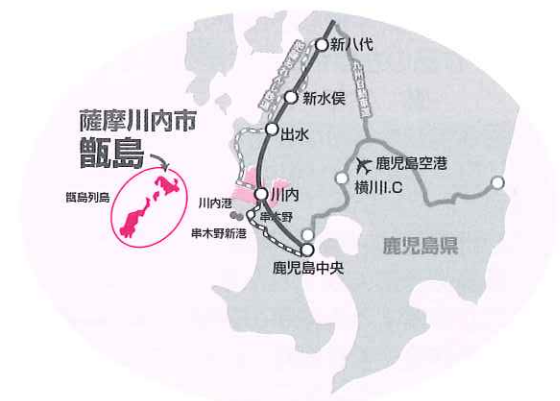 新八代
九州自動車道
新水俣
出水
薩摩川内市
甑島
鹿児島空港
横川I.C
甑島列島
川内
川内港
串木野
串木野新港
鹿児島県
鹿児島中央